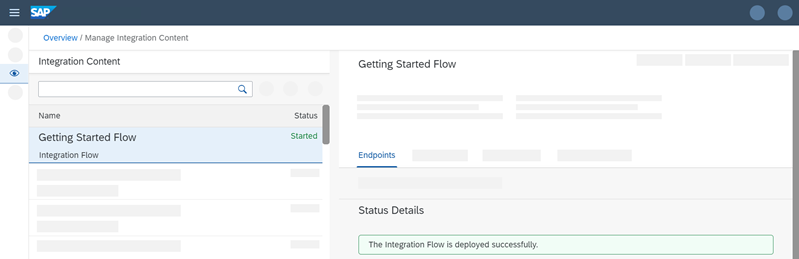 SAP
Overview / Manage Integration Content
Integration Content
Name Status
Getting Started Flow Started
Integration Flow
Getting Started Flow
Endpoints
Status Details
The Integration Flow is deployed successfully.